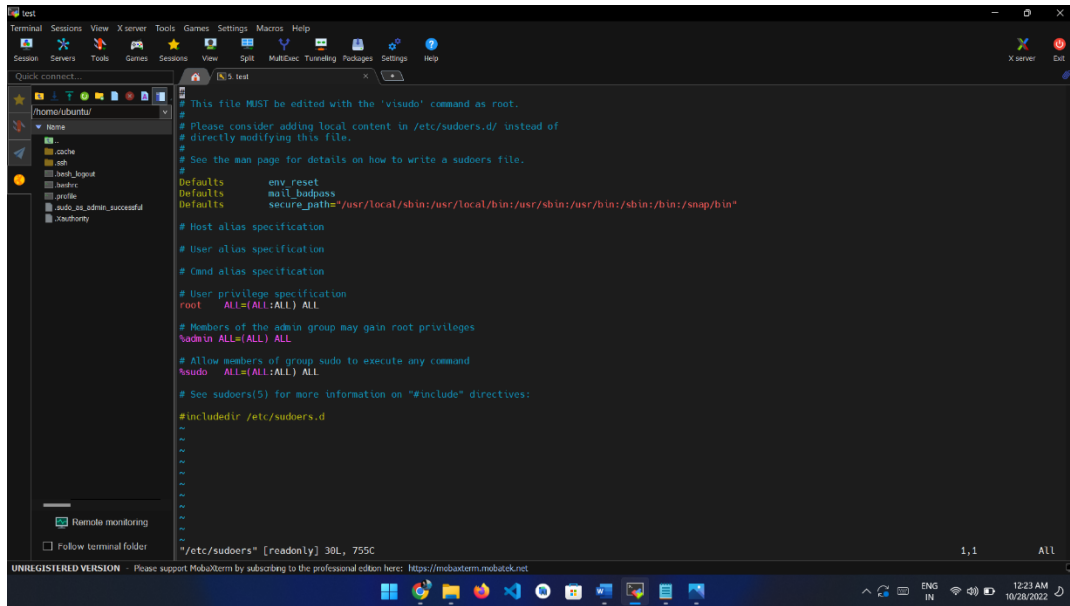 test
Terminal Sessions View X server Tools Games Settings Macros Help
Session Servers Tools Games Sessions View Split MultiExec Tunneling Packages Settings Help X server Exit
Quick connect...
5. test
/home/ubuntu/
Name
..
.cache
.ssh
.bash_logout
.bashrc
.profile
.sudo_as_admin_successful
.Xauthority
Remote monitoring
Follow terminal folder
#
# This file MUST be edited with the 'visudo' command as root.
#
# Please consider adding local content in /etc/sudoers.d/ instead of
# directly modifying this file.
#
# See the man page for details on how to write a sudoers file.
#
Defaults env_reset
Defaults mail_badpass
Defaults secure_path="/usr/local/sbin:/usr/local/bin:/usr/sbin:/usr/bin:/sbin:/bin:/snap/bin"
# Host alias specification
# User alias specification
# Cmnd alias specification
# User privilege specification
root ALL=(ALL:ALL) ALL
# Members of the admin group may gain root privileges
%admin ALL=(ALL) ALL
# Allow members of group sudo to execute any command
%sudo ALL=(ALL:ALL) ALL
# See sudoers(5) for more information on "#include" directives:
#includedir /etc/sudoers.d
~
~
~
~
~
~
~
~
~
~
~
"/etc/sudoers" [readonly] 30L, 755C 1,1 All
UNREGISTERED VERSION - Please support MobaXterm by subscribing to the professional edition here: https://mobaxterm.mobatek.net
ENG
IN
12:23 AM
10/28/2022